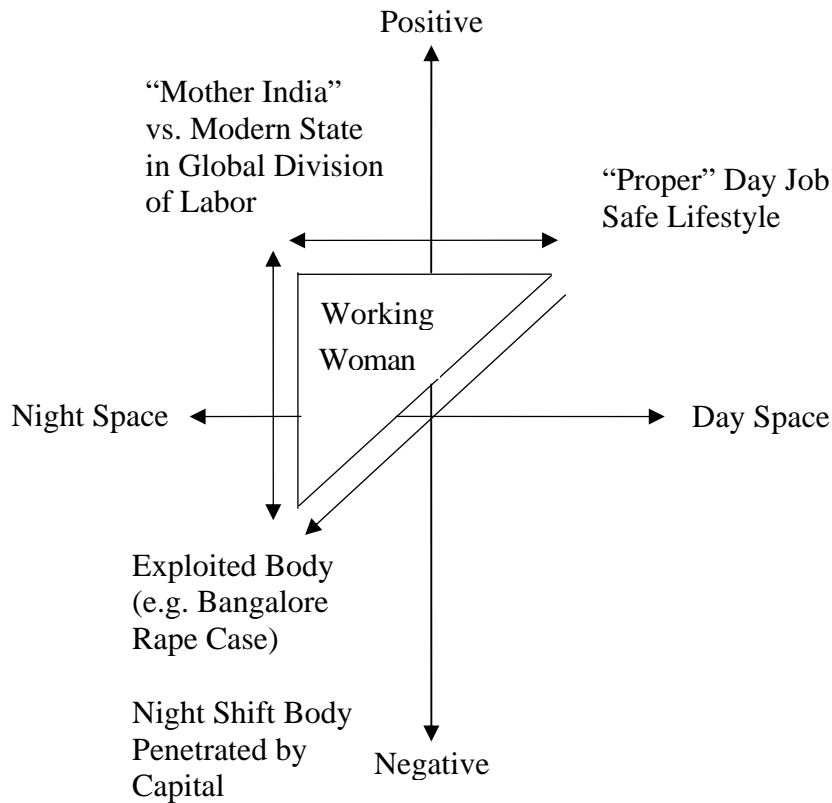 Positive
“Mother India”
vs. Modern State
in Global Division
of Labor
“Proper” Day Job
Safe Lifestyle
Working
Woman
Night Space
Day Space
Exploited Body
(e.g. Bangalore
Rape Case)
Night Shift Body
Penetrated by
Capital
Negative